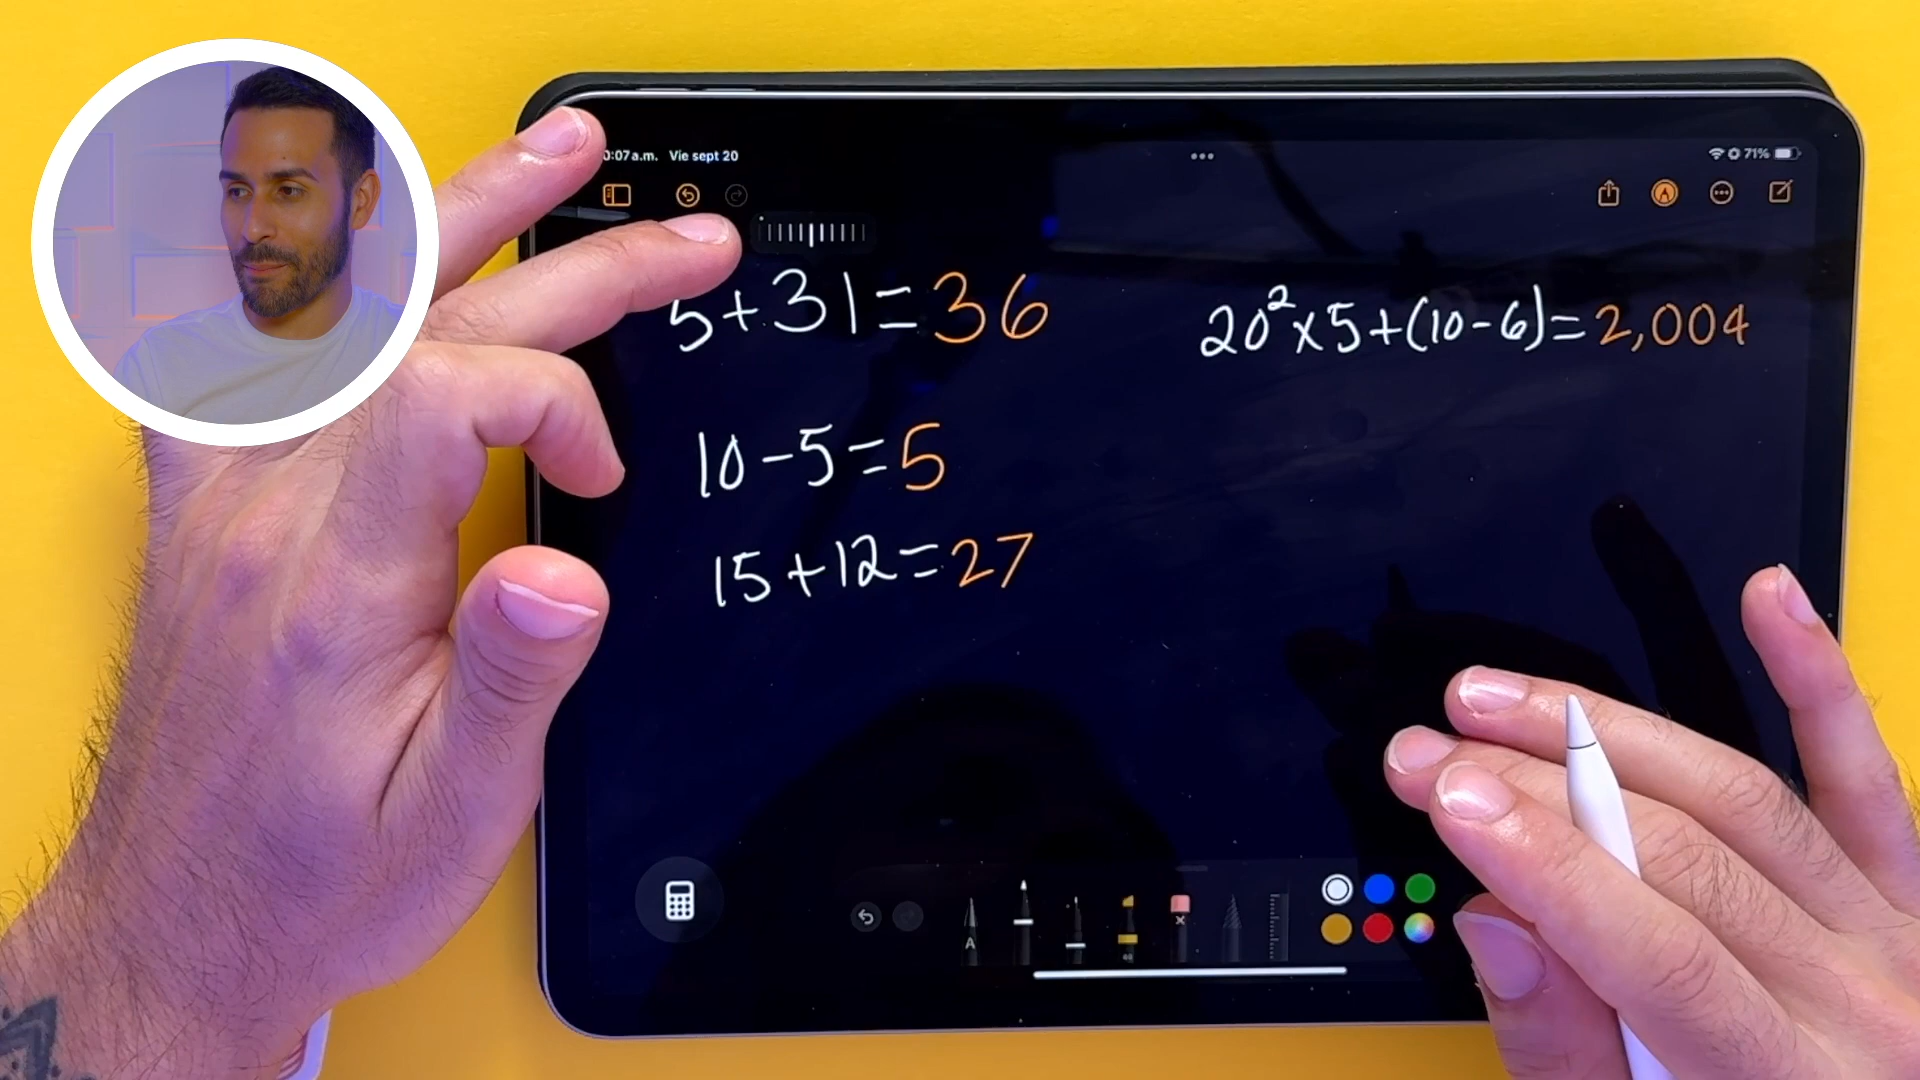 0:07 a.m. Vie sept 20
71%
5+31=36
20²x5+(10-6)=2,004
10-5=5
15+12=27
A